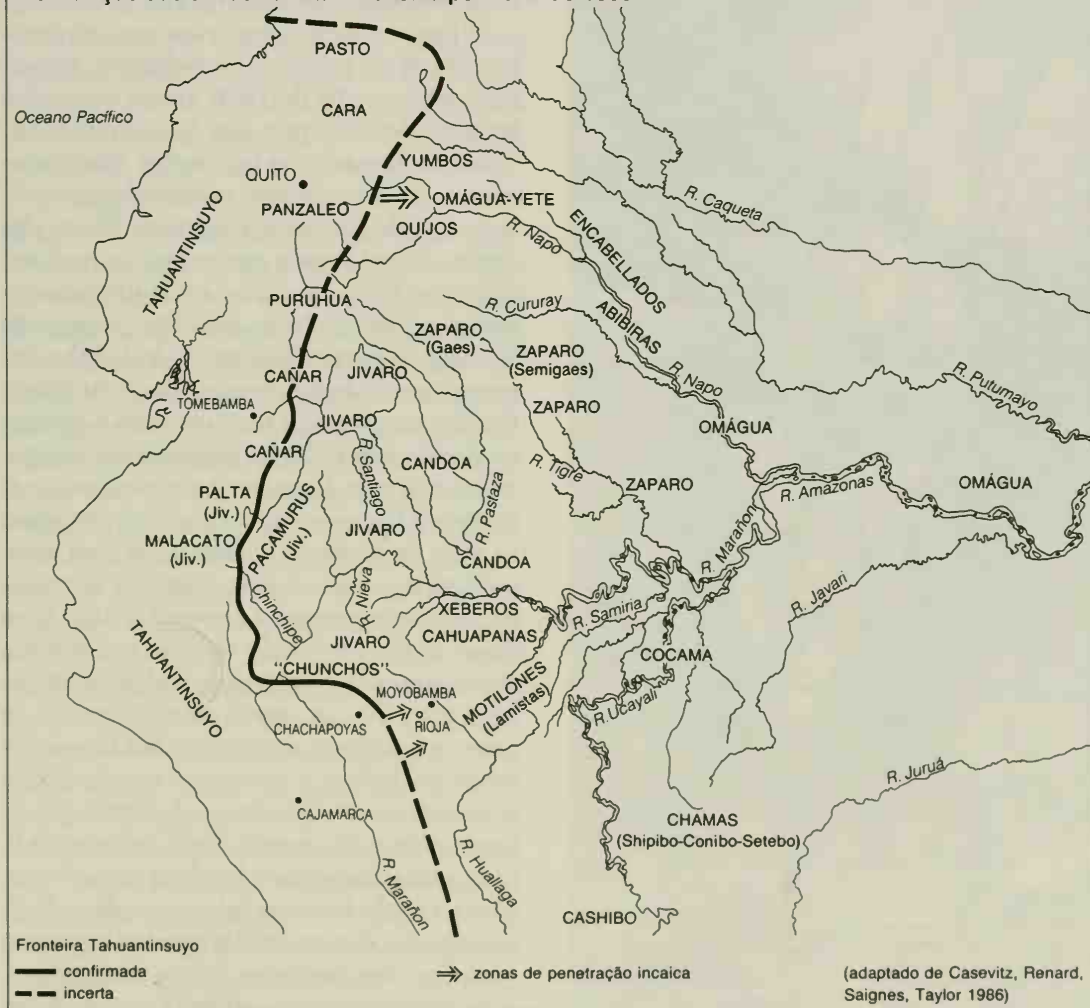 PASTO
Oceano Pacífico
CARA
YUMBOS
QUITO
OMÁGUA-YETE
R. Caqueta
PANZALEO
QUIJOS
ENCABELLADOS
R. Napo
TAHUANTINSUYO
PURUHUA
R. Cururay
ABIBIRAS
ZAPARO
(Gaes)
ZAPARO
(Semigaes)
R. Napo
R. Putumayo
CAÑAR
JIVARO
TOMEBAMBA
ZAPARO
JIVARO
OMÁGUA
CAÑAR
R. Santiago
CANDOA
R. Tigre
ZAPARO
R. Amazonas
OMÁGUA
PALTA
(Jiv.)
PACAMURUS
(Jiv.)
JIVARO
R. Pastaza
R. Marañon
MALACATO
(Jiv.)
CANDOA
Chinchipe
R. Nieva
XEBEROS
R. Samiria
R. Javari
JIVARO
CAHUAPANAS
TAHUANTINSUYO
"CHUNCHOS"
COCAMA
MOYOBAMBA
MOTILONES
(Lamistas)
R. Ucayali
CHACHAPOYAS
RIOJA
R. Juruá
CAJAMARCA
CHAMAS
(Shipibo-Conibo-Setebo)
R. Marañon
R. Huallaga
CASHIBO
Fronteira Tahuantinsuyo
confirmada
incerta
zonas de penetração incaica
(adaptado de Casevitz, Renard,
Saignes, Taylor 1986)